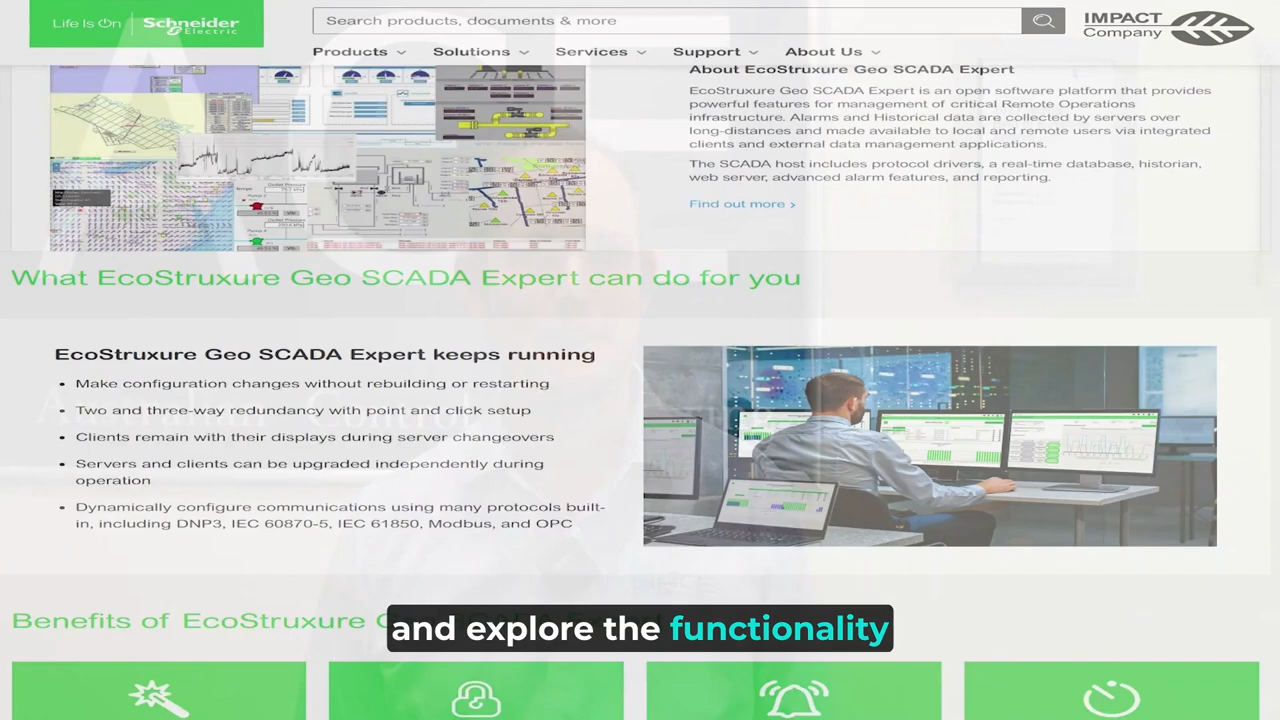 Life Is On | Schneider Electric
Search products, documents & more
IMPACT
Company
Products Solutions Services Support About Us
About EcoStruxure Geo SCADA Expert
EcoStruxure Geo SCADA Expert is an open software platform that provides
powerful features for management of critical Remote Operations
infrastructure. Alarms and Historical data are collected by servers over
long-distances and made available to local and remote users via integrated
clients and external data management applications.
The SCADA host includes protocol drivers, a real-time database, historian,
web server, advanced alarm features, and reporting.
Find out more >
What EcoStruxure Geo SCADA Expert can do for you
EcoStruxure Geo SCADA Expert keeps running
• Make configuration changes without rebuilding or restarting
• Two and three-way redundancy with point and click setup
• Clients remain with their displays during server changeovers
• Servers and clients can be upgraded independently during
operation
• Dynamically configure communications using many protocols built-
in, including DNP3, IEC 60870-5, IEC 61850, Modbus, and OPC
Benefits of EcoStruxure
and explore the functionality